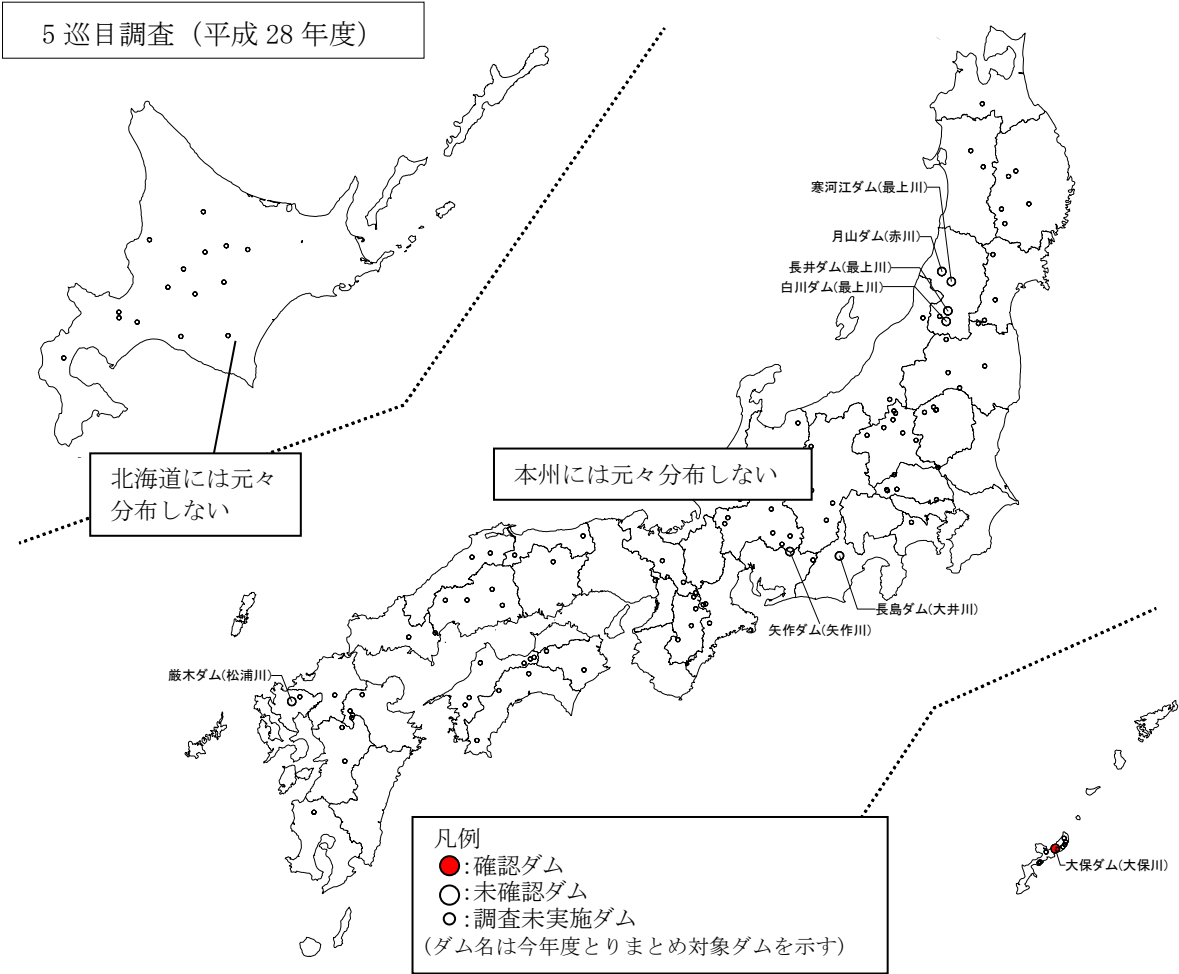 5 巡目調査（平成 28 年度）
寒河江ダム(最上川)
月山ダム(赤川)
長井ダム(最上川)
白川ダム(最上川)
北海道には元々
分布しない
本州には元々分布しない
長島ダム(大井川)
矢作ダム(矢作川)
厳木ダム(松浦川)
大保ダム(大保川)
凡例
:確認ダム
:未確認ダム
:調査未実施ダム
（ダム名は今年度とりまとめ対象ダムを示す）